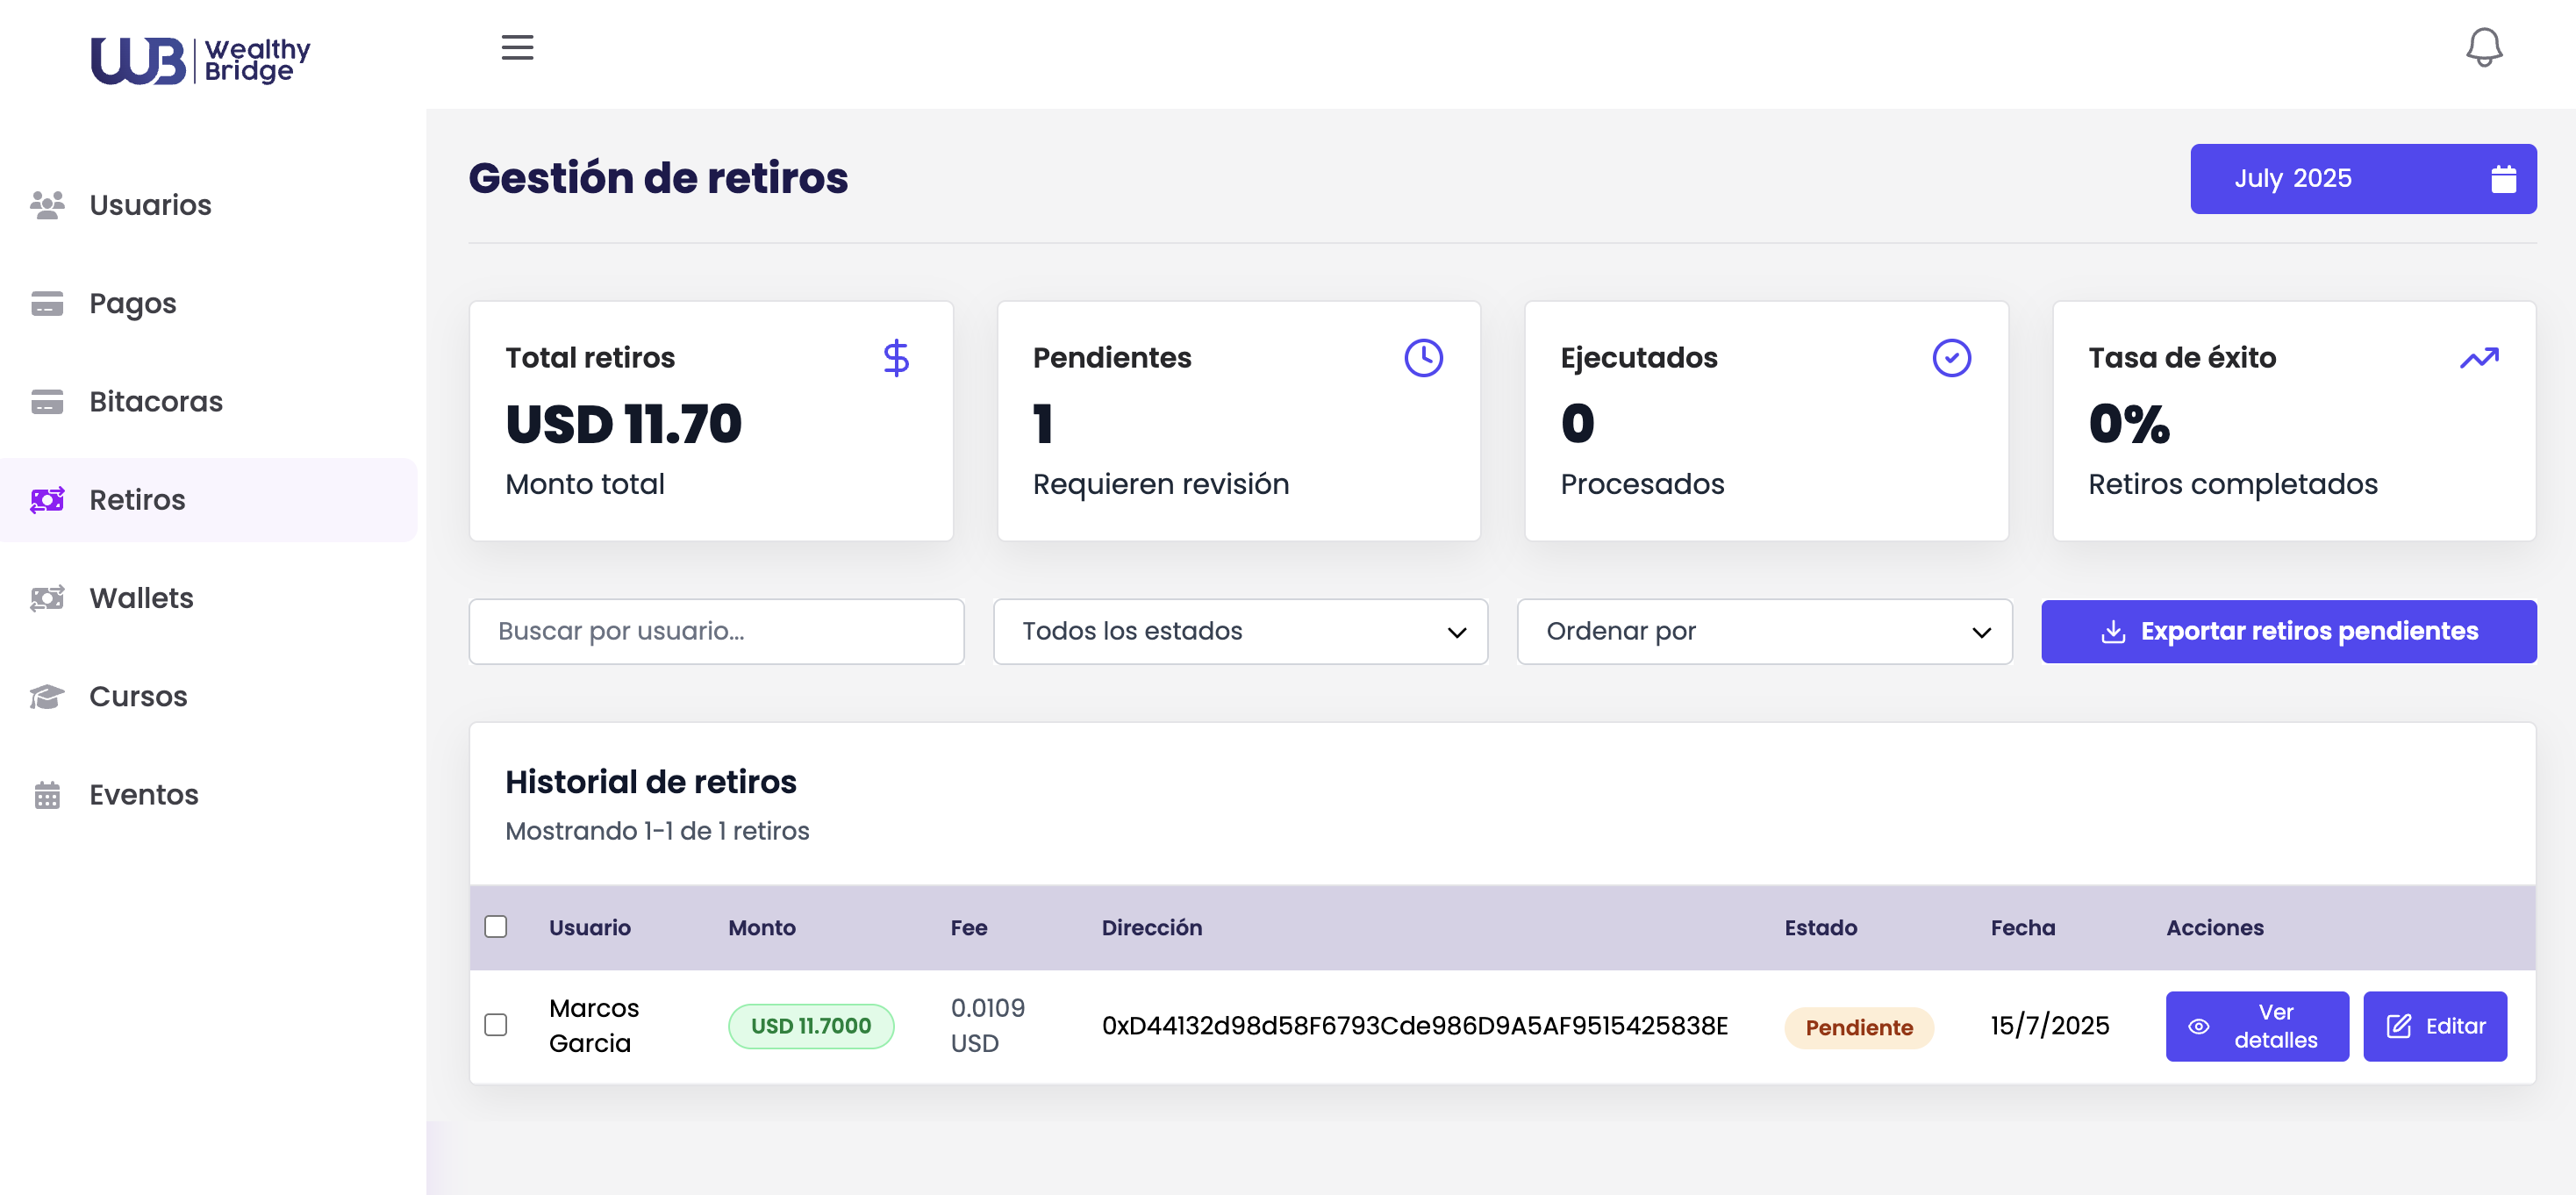 Wealthy
Bridge
Usuarios
Pagos
Bitacoras
Retiros
Wallets
Cursos
Eventos
Gestión de retiros
July 2025
Total retiros
USD 11.70
Monto total
Pendientes
1
Requieren revisión
Ejecutados
0
Procesados
Tasa de éxito
0%
Retiros completados
Buscar por usuario...
Todos los estados
Ordenar por
Exportar retiros pendientes
Historial de retiros
Mostrando 1-1 de 1 retiros
Usuario Monto Fee Dirección Estado Fecha Acciones
Marcos
Garcia
USD 11.7000
0.0109
USD
0xD44132d98d58F6793Cde986D9A5AF9515425838E
Pendiente
15/7/2025
Ver
detalles
Editar